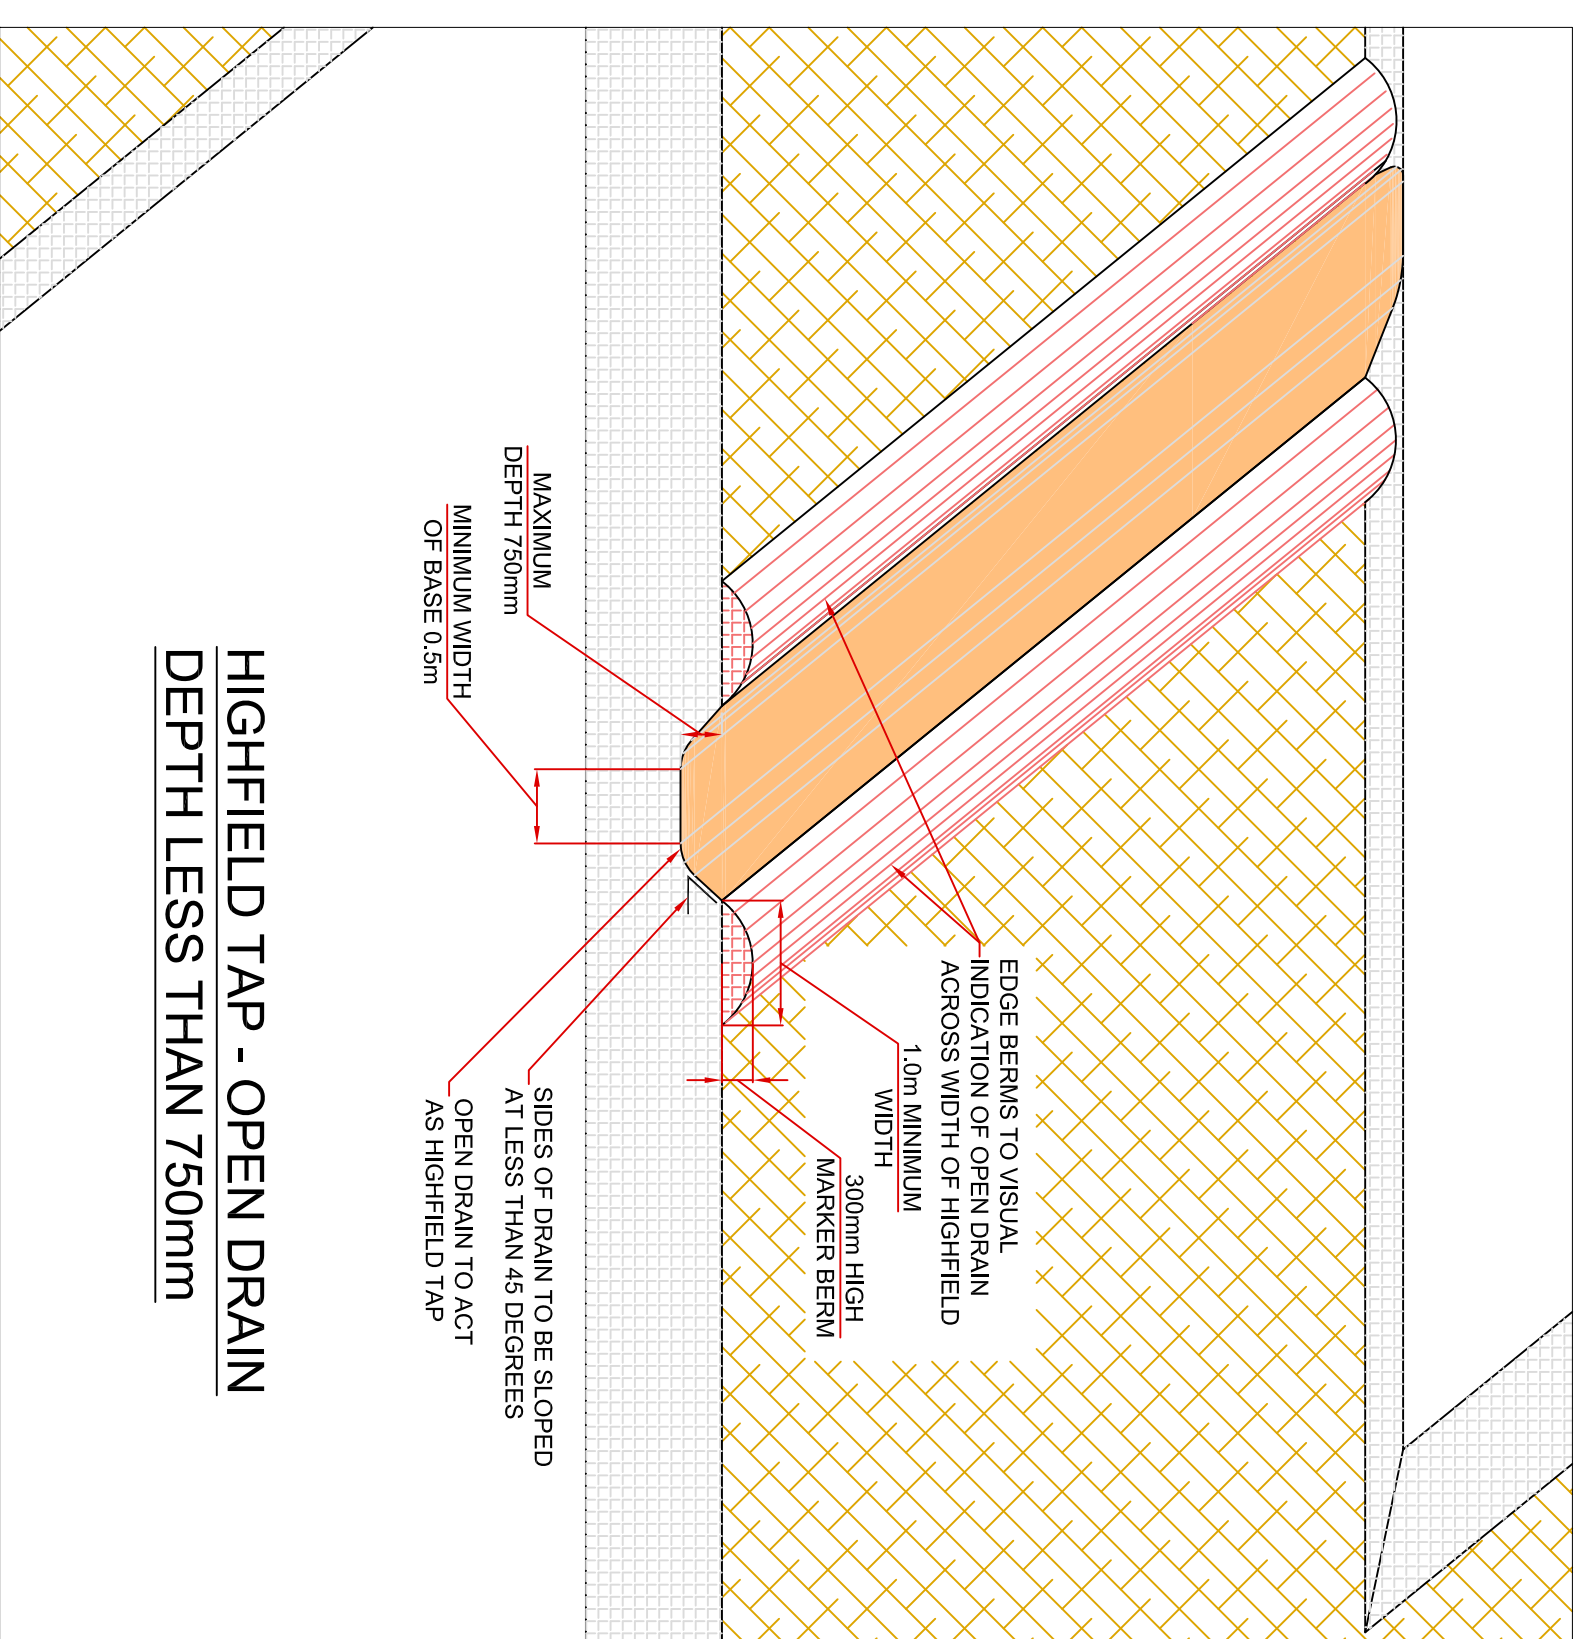 EDGE BERMS TO VISUAL
INDICATION OF OPEN DRAIN
ACROSS WIDTH OF HIGHFIELD
1.0m MINIMUM
WIDTH
300mm HIGH
MARKER BERM
MAXIMUM
DEPTH 750mm
MINIMUM WIDTH
OF BASE 0.5m
SIDES OF DRAIN TO BE SLOPED
AT LESS THAN 45 DEGREES
OPEN DRAIN TO ACT
AS HIGHFIELD TAP
HIGHFIELD TAP - OPEN DRAIN
DEPTH LESS THAN 750mm